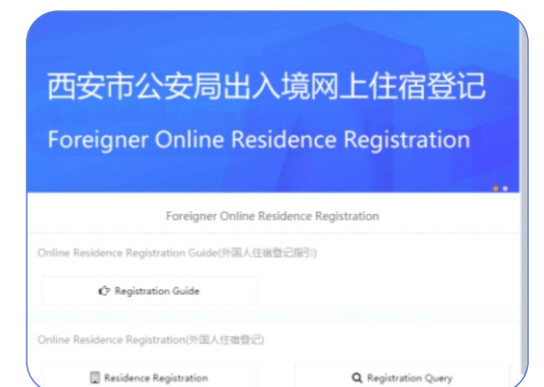 西安市公安局出入境网上住宿登记
Foreigner Online Residence Registration
Foreigner Online Residence Registration
Online Residence Registration Guide(外国人住宿登记指引)
Registration Guide
Online Residence Registration(外国人住宿登记)
Residence Registration
Registration Query